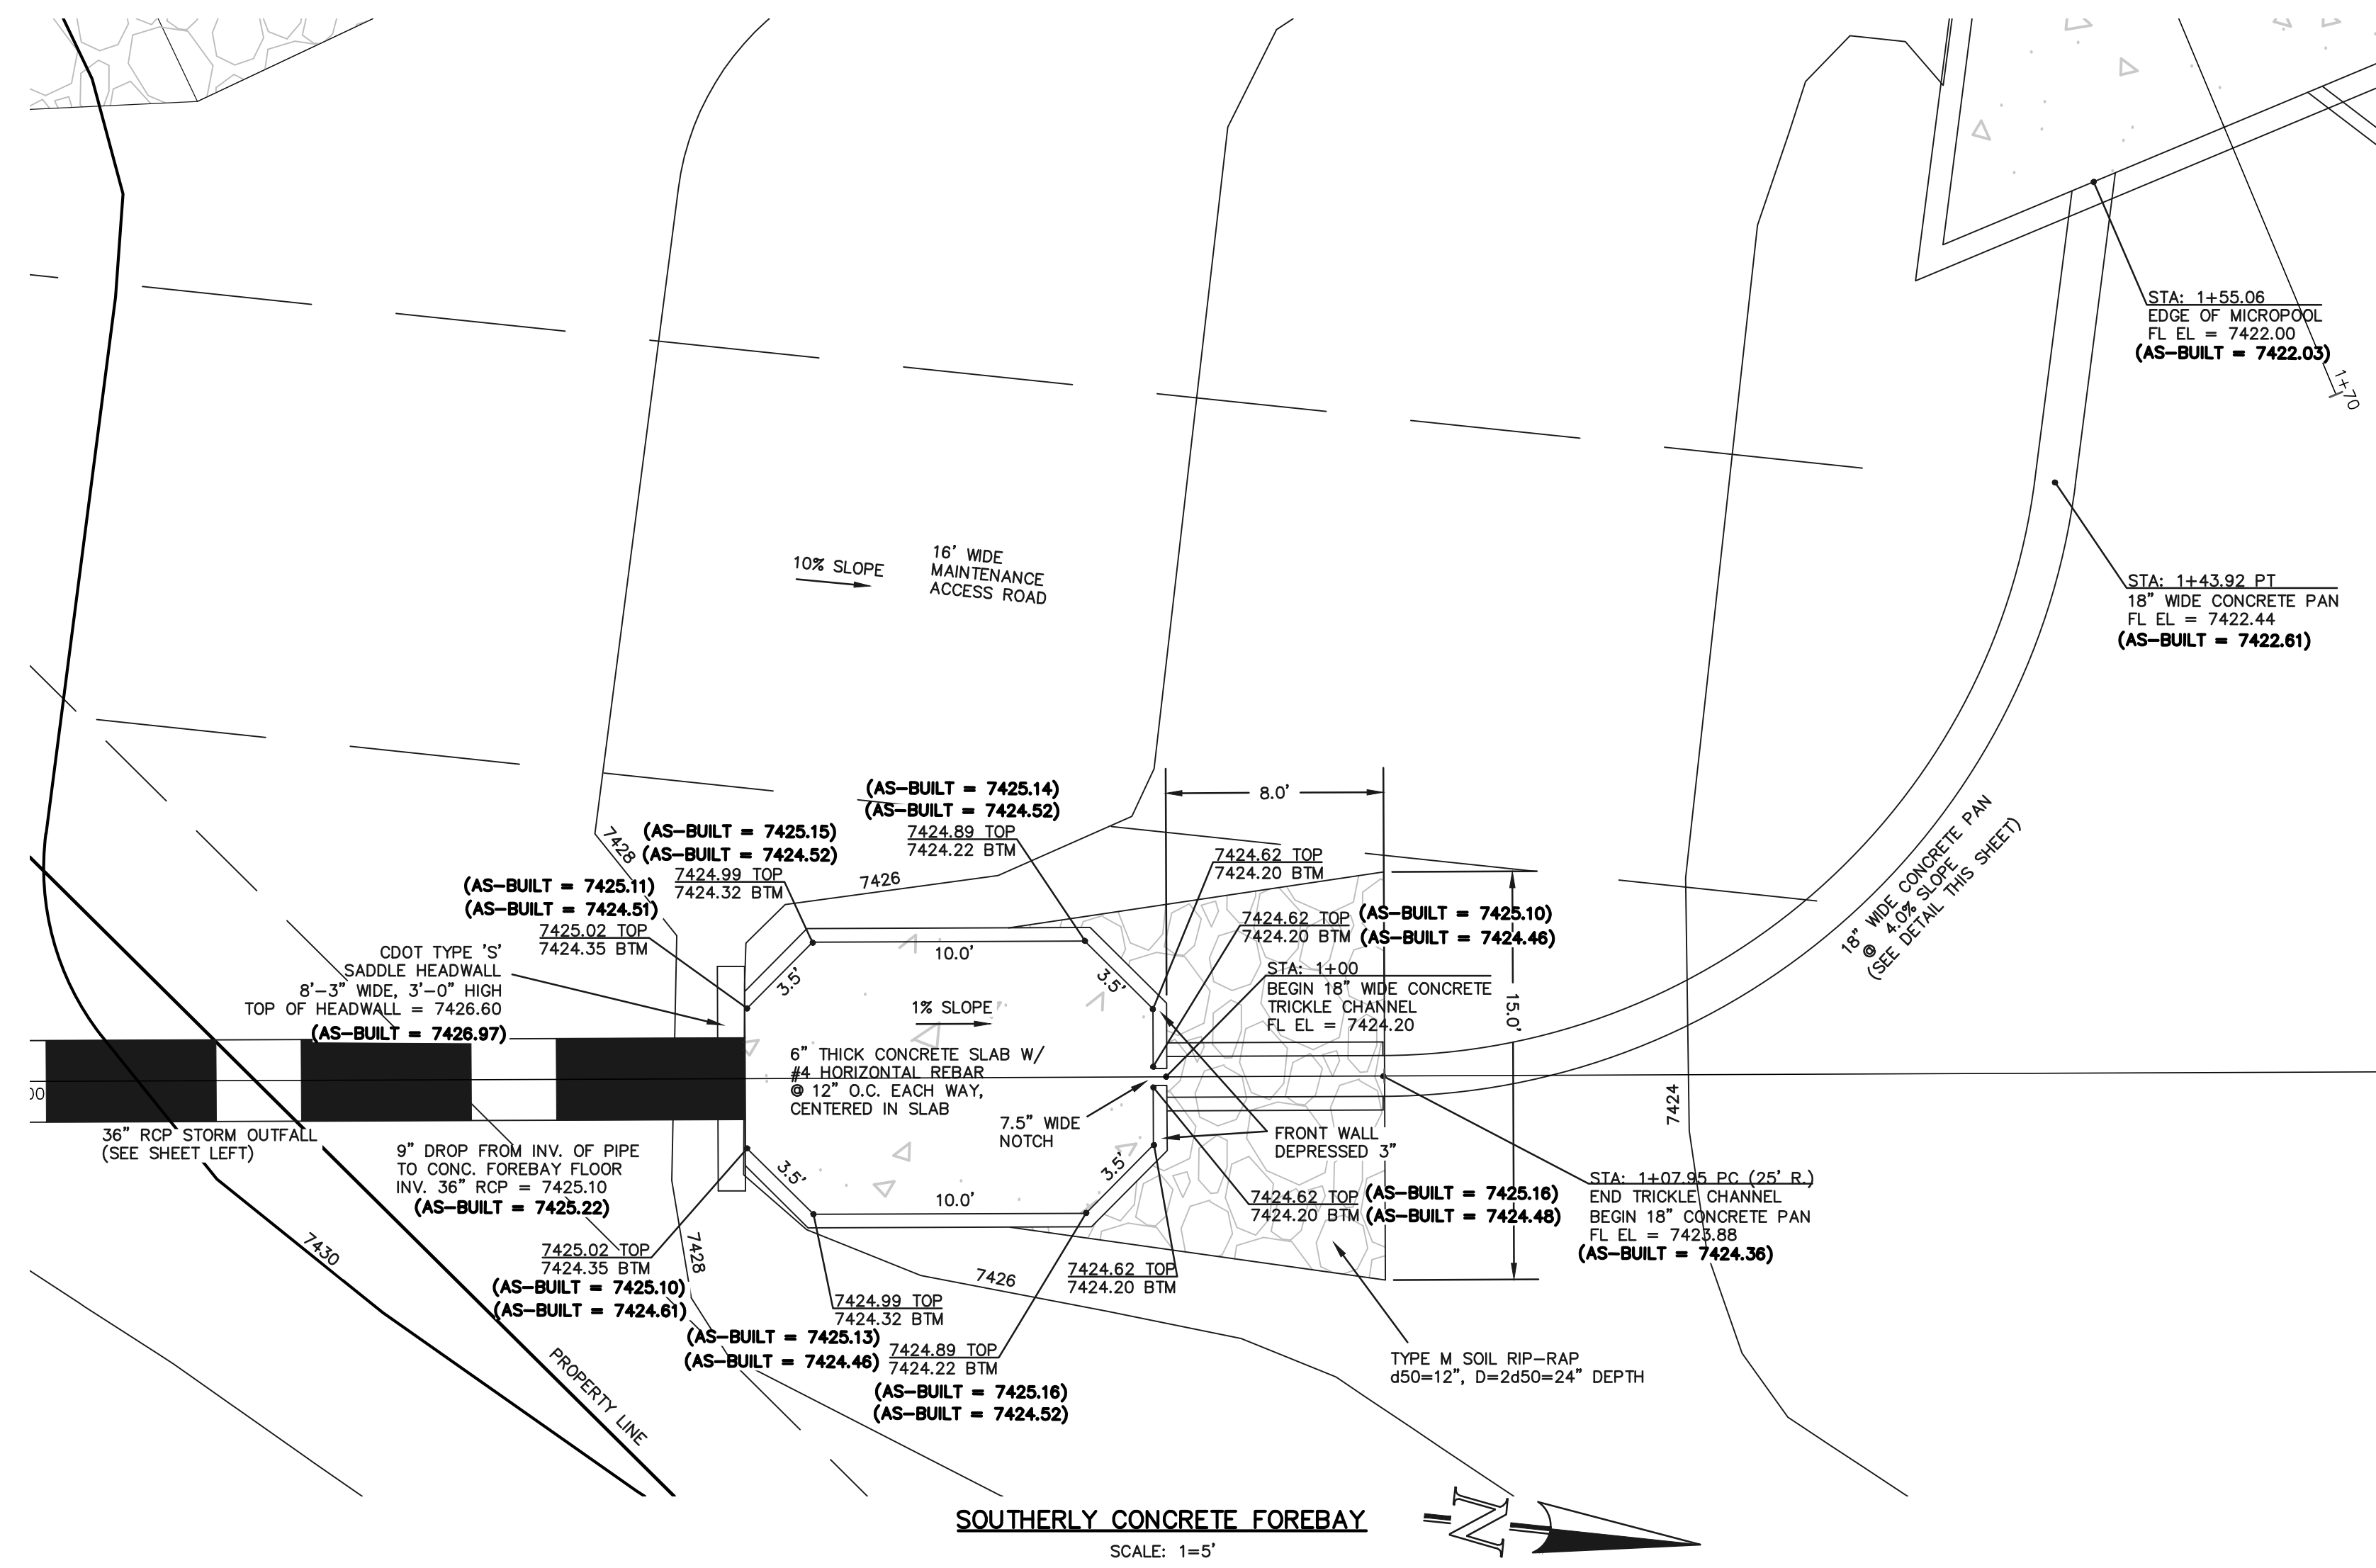 STA: 1+55.06
EDGE OF MICROPOOL
FL EL = 7422.00
(AS-BUILT = 7422.03)
1+70
10% SLOPE
16' WIDE
MAINTENANCE
ACCESS ROAD
STA: 1+43.92 PT
18" WIDE CONCRETE PAN
FL EL = 7422.44
(AS-BUILT = 7422.61)
(AS-BUILT = 7425.14)
(AS-BUILT = 7424.52)
7424.89 TOP
7424.22 BTM
8.0'
7428
(AS-BUILT = 7425.15)
(AS-BUILT = 7424.52)
7424.99 TOP
7424.32 BTM
7426
7424.62 TOP
7424.20 BTM
18" WIDE CONCRETE PAN
@ 4.0% SLOPE
(SEE DETAIL THIS SHEET)
(AS-BUILT = 7425.11)
(AS-BUILT = 7424.51)
7425.02 TOP
7424.35 BTM
7424.62 TOP (AS-BUILT = 7425.10)
7424.20 BTM (AS-BUILT = 7424.46)
CDOT TYPE 'S'
SADDLE HEADWALL
8'-3" WIDE, 3'-0" HIGH
TOP OF HEADWALL = 7426.60
(AS-BUILT = 7426.97)
10.0'
3.5'
3.5'
1% SLOPE
STA: 1+00
BEGIN 18" WIDE CONCRETE
TRICKLE CHANNEL
FL EL = 7424.20
15.0'
6" THICK CONCRETE SLAB W/
#4 HORIZONTAL REBAR
@ 12" O.C. EACH WAY,
CENTERED IN SLAB
7424
7.5" WIDE
NOTCH
FRONT WALL
DEPRESSED 3"
36" RCP STORM OUTFALL
(SEE SHEET LEFT)
9" DROP FROM INV. OF PIPE
TO CONC. FOREBAY FLOOR
INV. 36" RCP = 7425.10
(AS-BUILT = 7425.22)
3.5'
10.0'
3.5'
7424.62 TOP (AS-BUILT = 7425.16)
7424.20 BTM (AS-BUILT = 7424.48)
STA: 1+07.95 PC (25' R.)
END TRICKLE CHANNEL
BEGIN 18" CONCRETE PAN
FL EL = 7423.88
(AS-BUILT = 7424.36)
7430
7425.02 TOP
7424.35 BTM
(AS-BUILT = 7425.10)
(AS-BUILT = 7424.61)
7428
7426
7424.62 TOP
7424.20 BTM
7424.99 TOP
7424.32 BTM
(AS-BUILT = 7425.13)
(AS-BUILT = 7424.46)
7424.89 TOP
7424.22 BTM
(AS-BUILT = 7425.16)
(AS-BUILT = 7424.52)
PROPERTY LINE
TYPE M SOIL RIP-RAP
d50=12", D=2d50=24" DEPTH
SOUTHERLY CONCRETE FOREBAY
SCALE: 1=5'
N